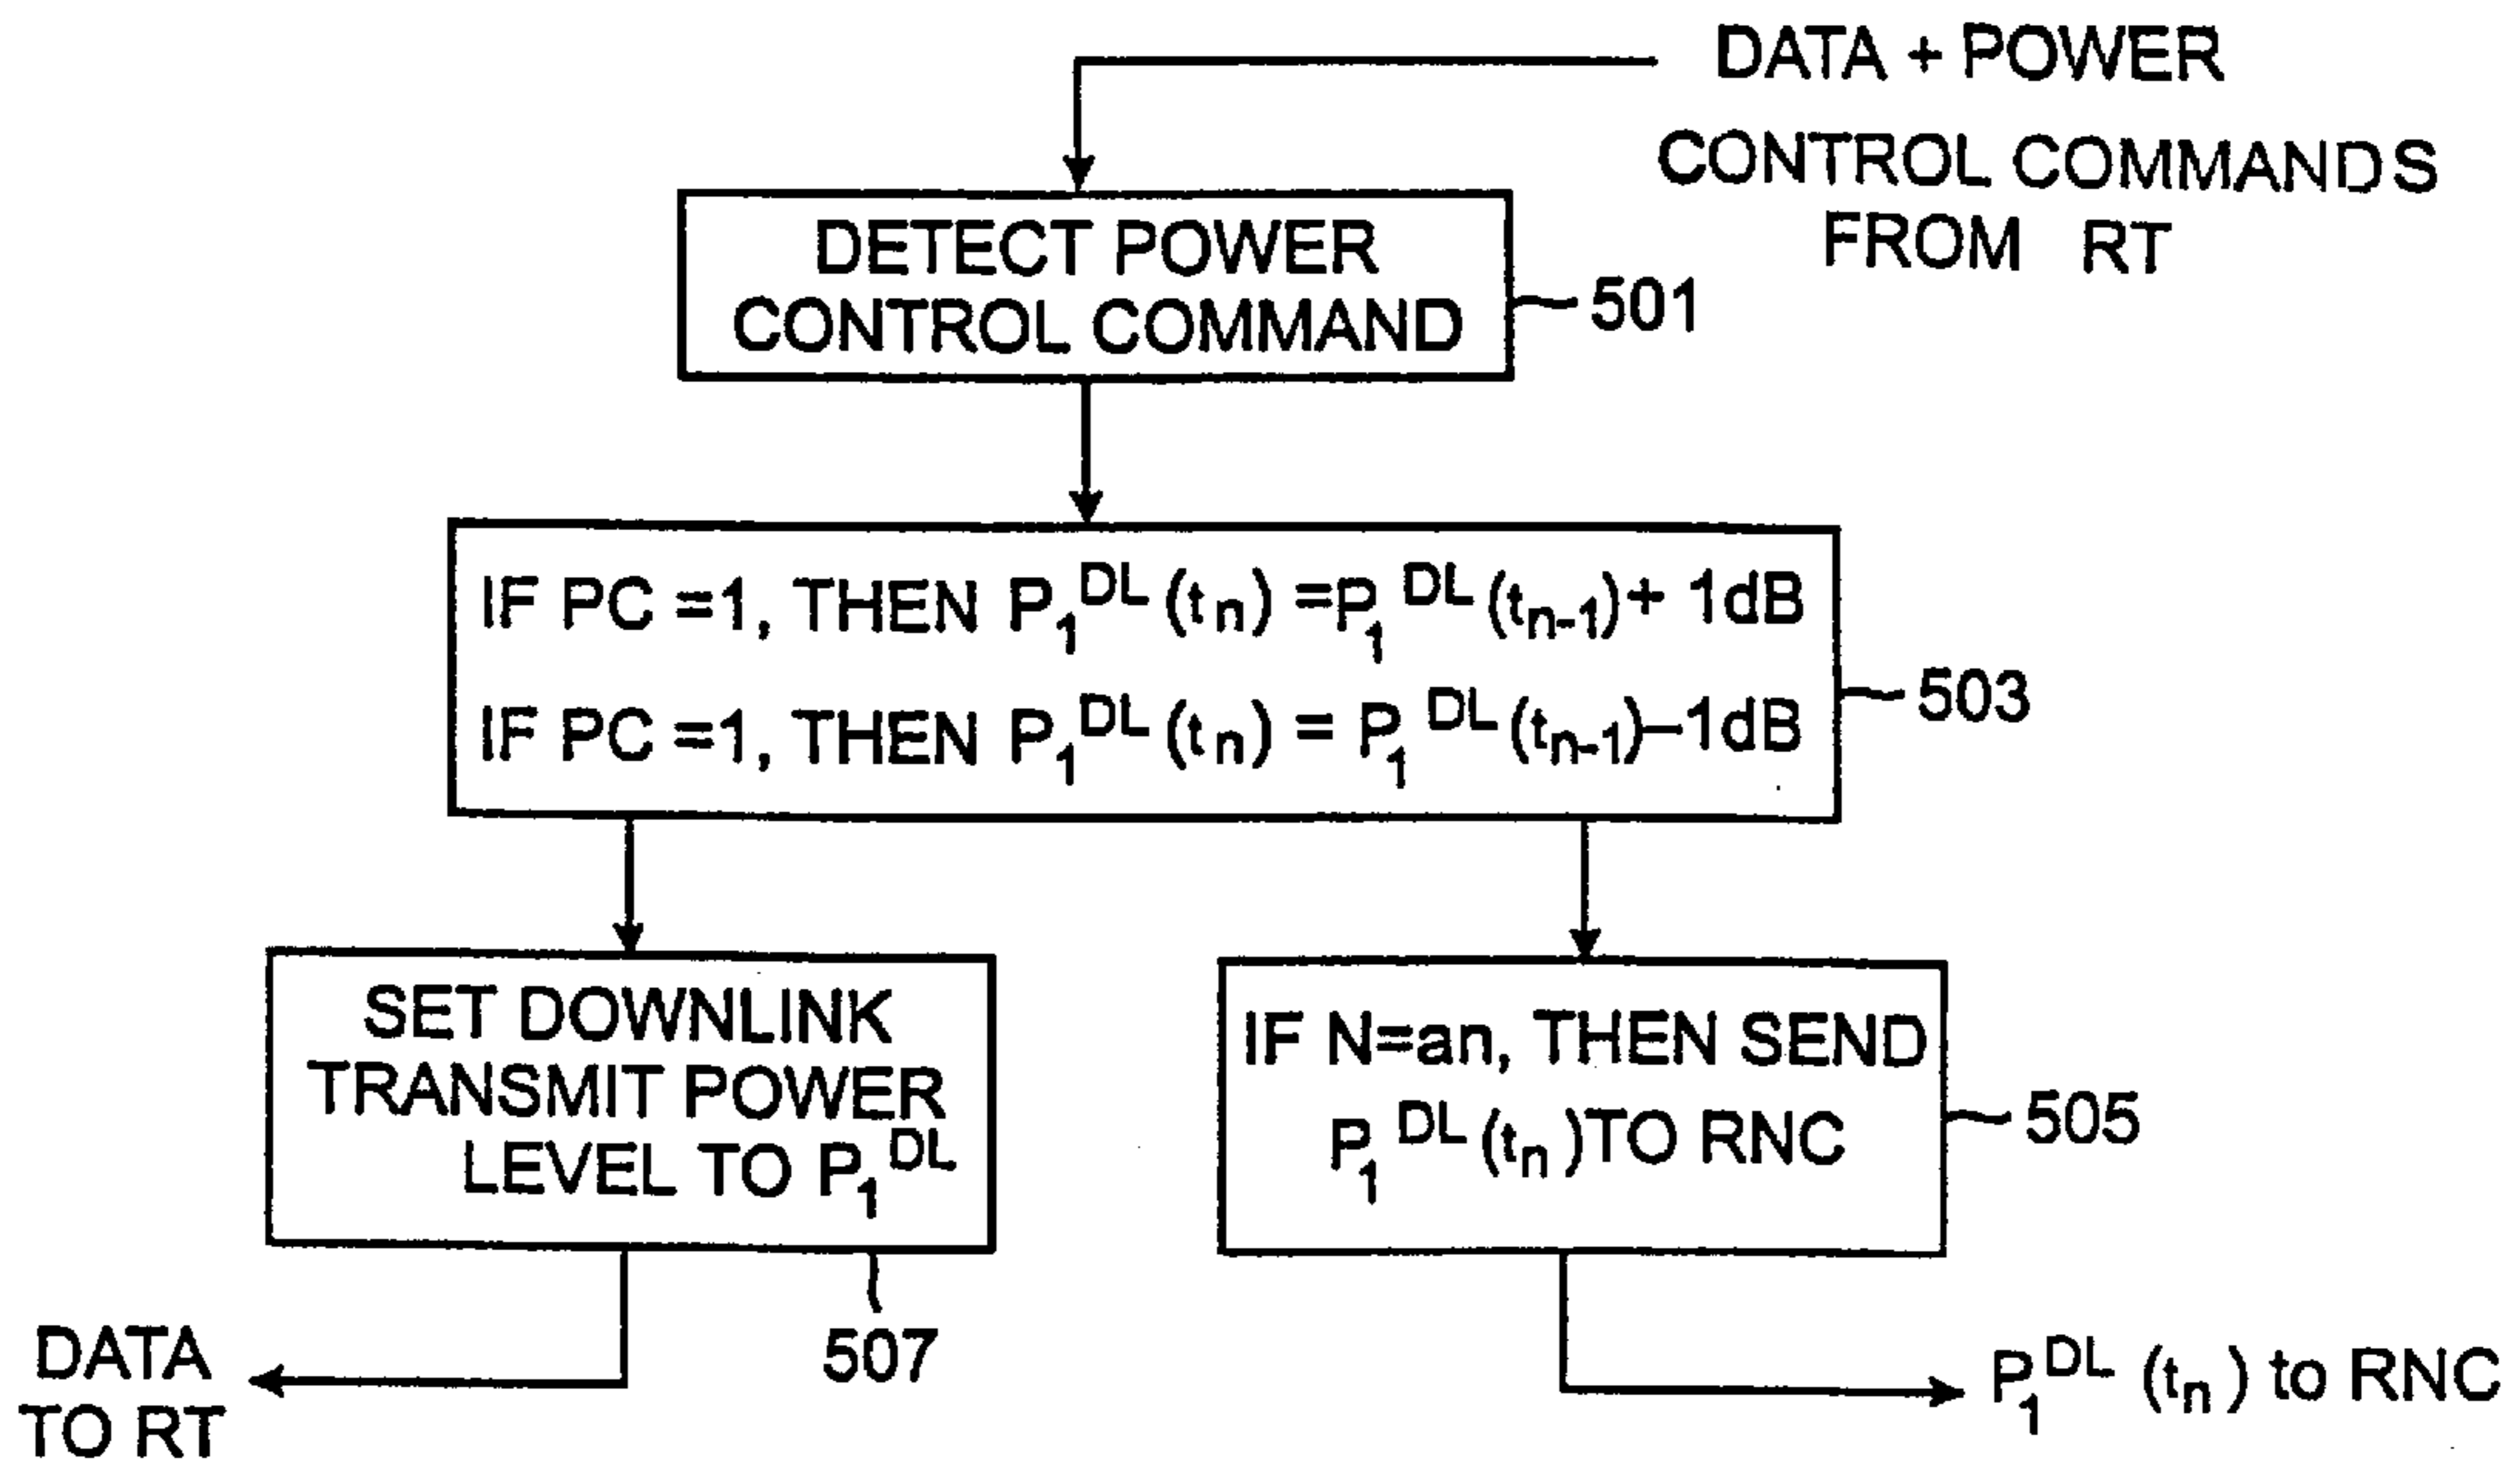 DATA + POWER
CONTROL COMMANDS
FROM RT
DETECT POWER
CONTROL COMMAND
501
IF PC =1, THEN P₁ᴰᴸ (tₙ) =P₁ᴰᴸ (tₙ₋₁)+ 1dB
IF PC =1, THEN P₁ᴰᴸ (tₙ) = P₁ᴰᴸ (tₙ₋₁)–1dB
503
SET DOWNLINK
TRANSMIT POWER
LEVEL TO P₁ᴰᴸ
507
IF N=an, THEN SEND
P₁ᴰᴸ (tₙ)TO RNC
505
DATA
TO RT
P₁ᴰᴸ (tₙ) to RNC